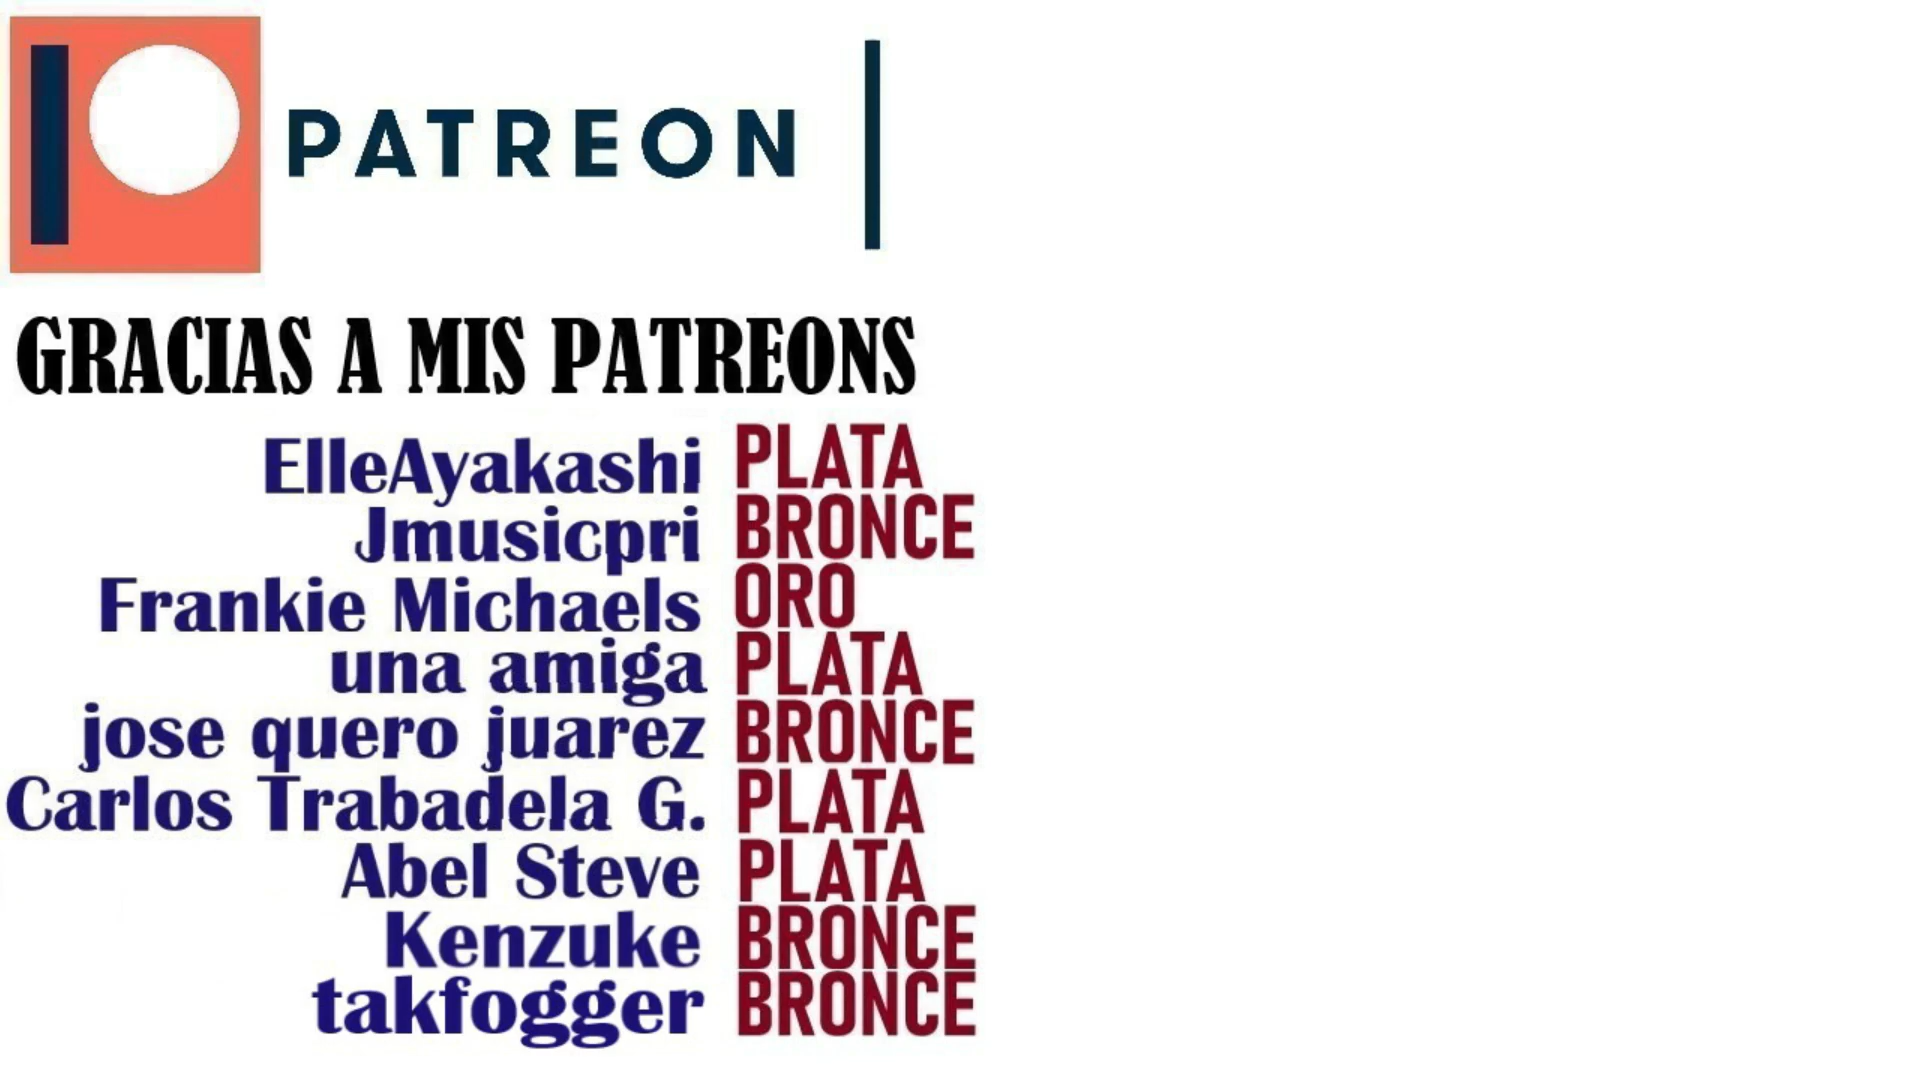 PATREON
GRACIAS A MIS PATREONS
ElleAyakashi PLATA
Jmusicpri BRONCE
Frankie Michaels ORO
una amiga PLATA
jose quero juarez BRONCE
Carlos Trabadela G. PLATA
Abel Steve PLATA
Kenzuke BRONCE
takfogger BRONCE